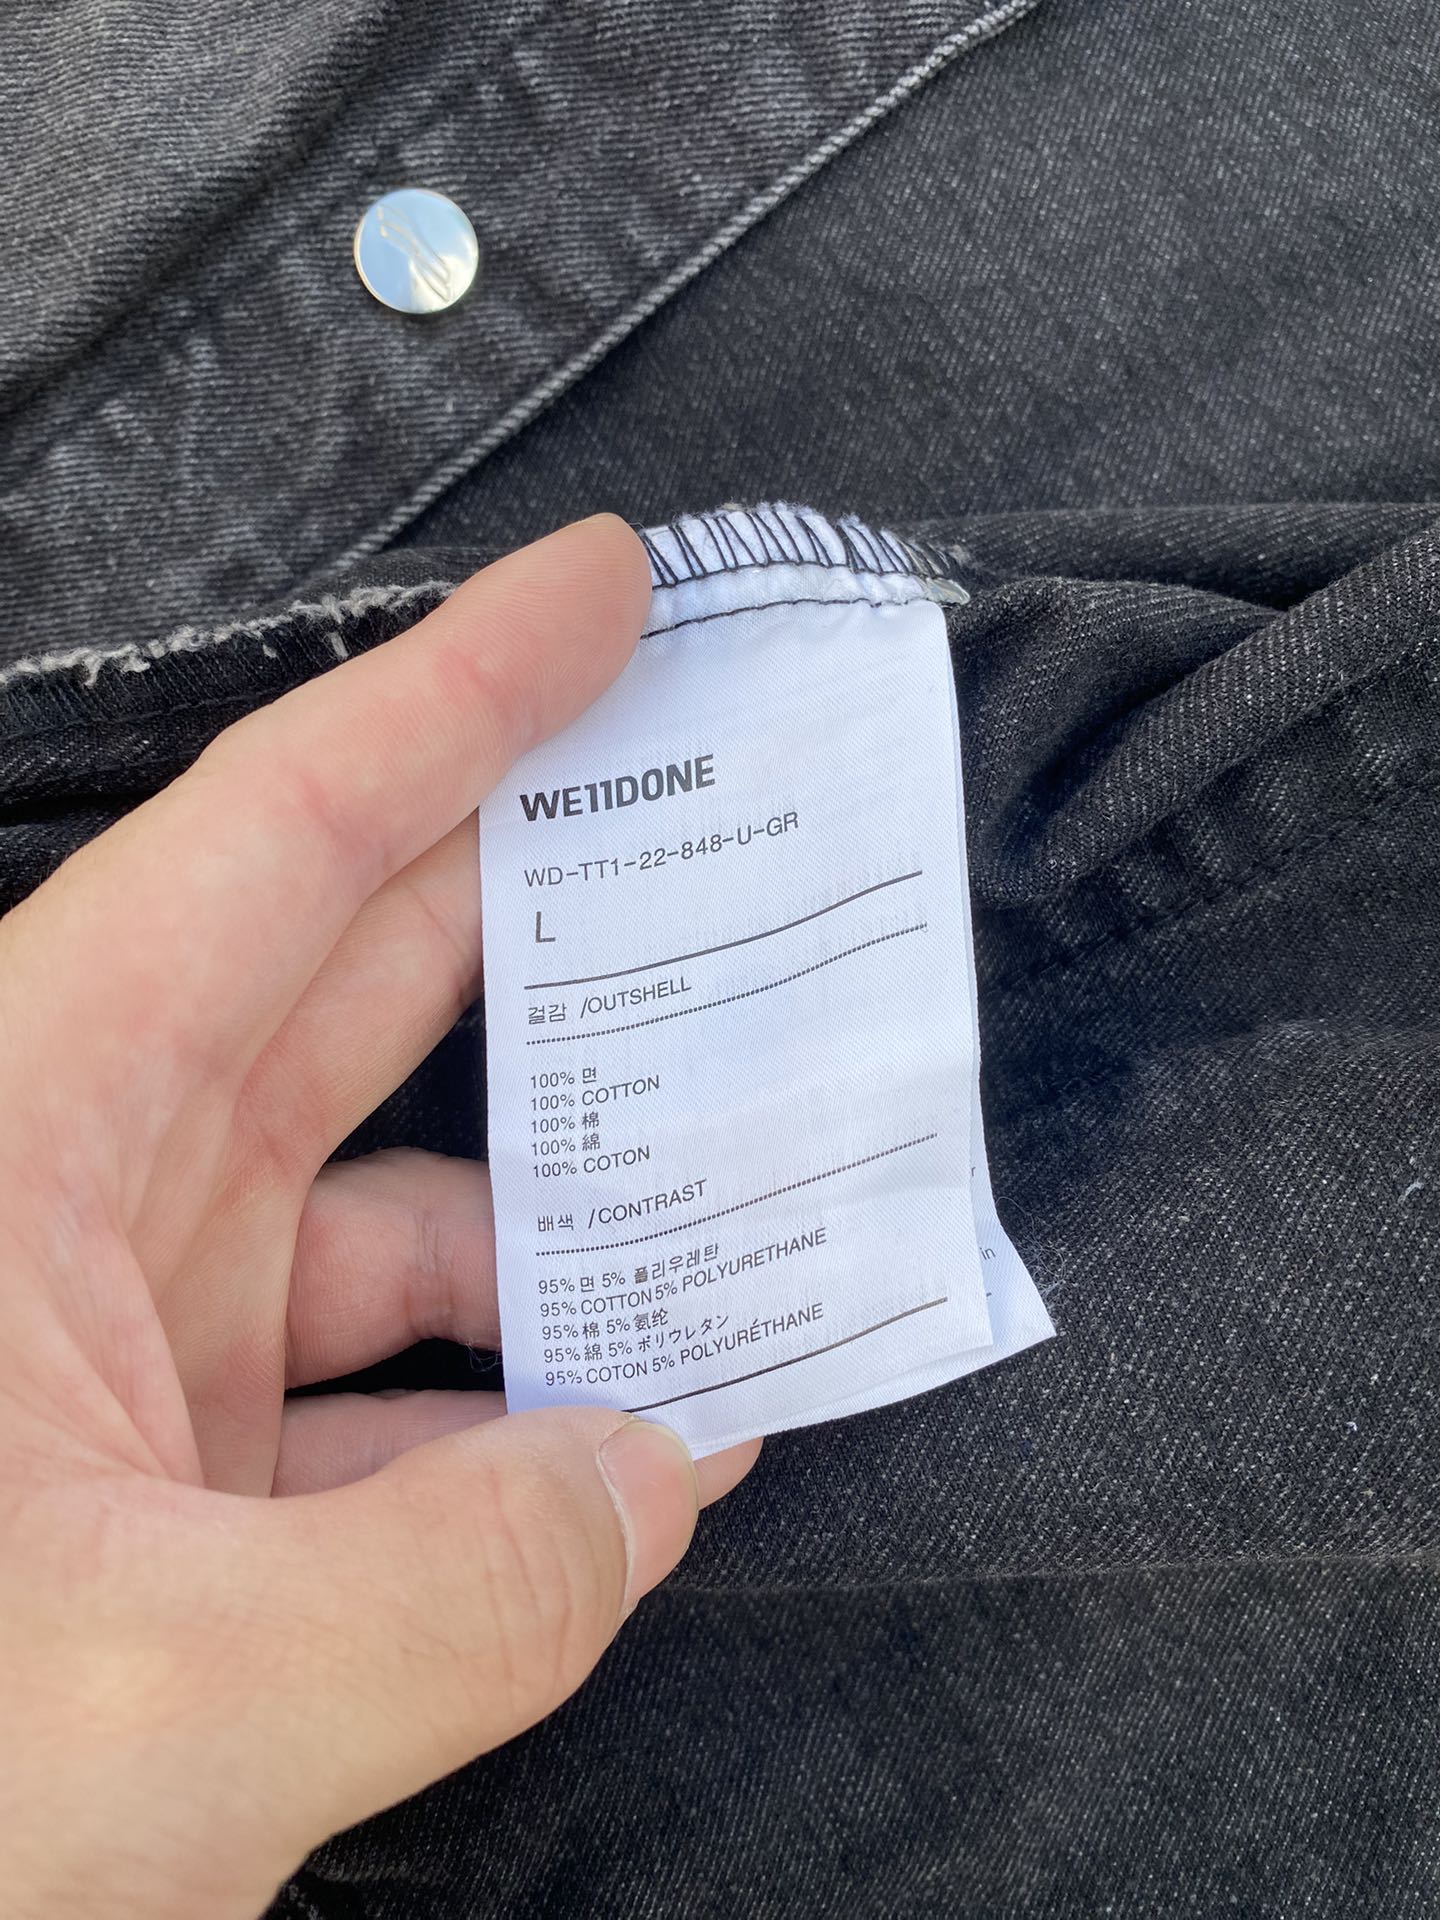 WE11DONE
WD-TT1-22-848-U-GR
L
겉감 /OUTSHELL
100% 면
100% COTTON
100% 棉
100% 綿
100% COTON
배색 /CONTRAST
95% 면 5% 폴리우레탄
95% COTTON 5% POLYURETHANE
95% 棉 5% 氨纶
95% 綿 5% ポリウレタン
95% COTON 5% POLYURÉTHANE
in